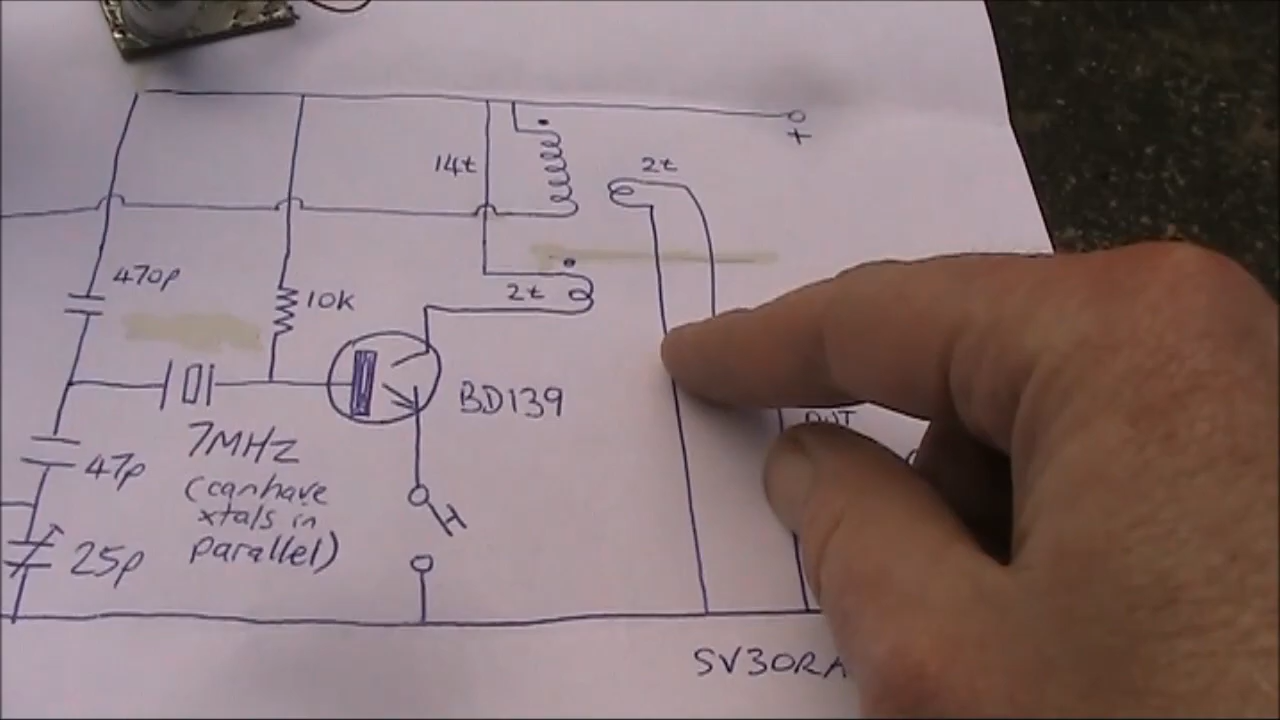 +
14t
2t
470p
2t
10k
BD139
OUT
7MHZ
47p
(can have
xtals in
parallel)
25p
SV3ORA